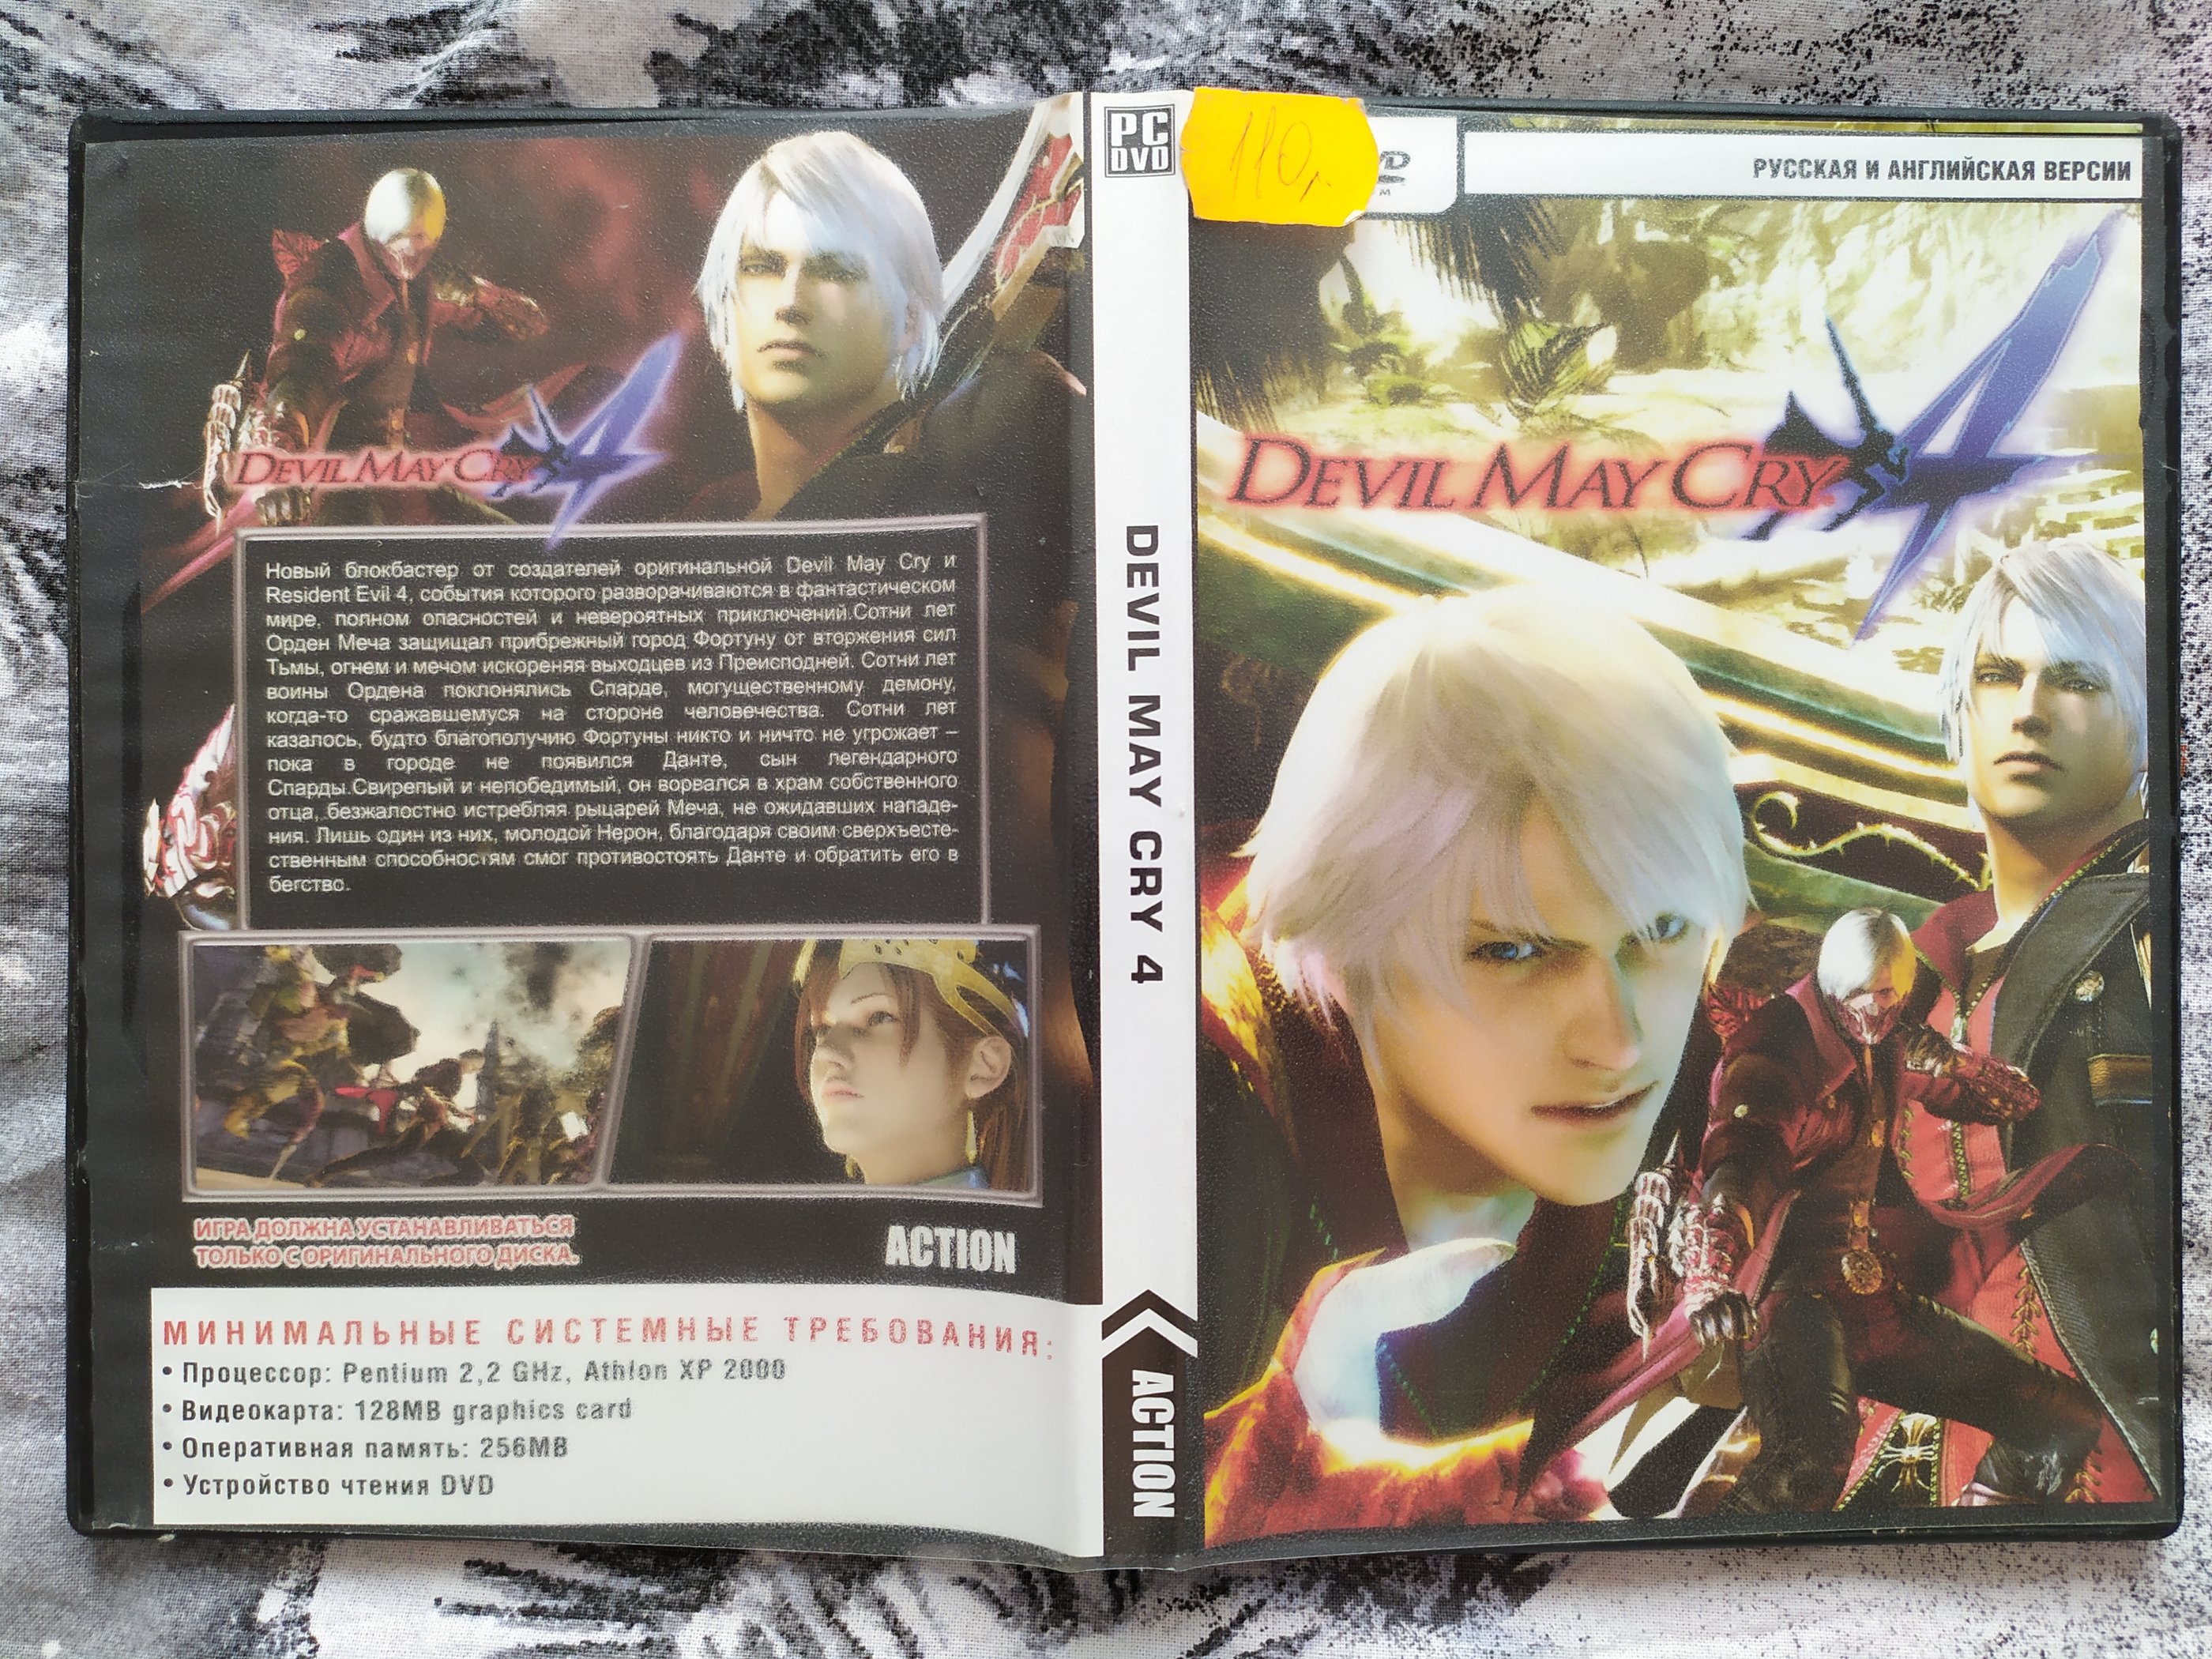 DEVIL MAY CRY 4
Новый блокбастер от создателей оригинальной Devil May Cry и
Resident Evil 4, события которого разворачиваются в фантастическом
мире, полном опасностей и невероятных приключений.Сотни лет
Орден Меча защищал прибрежный город Фортуну от вторжения сил
Тьмы, огнем и мечом искореняя выходцев из Преисподней. Сотни лет
воины Ордена поклонялись Спарде, могущественному демону,
когда-то сражавшемуся на стороне человечества. Сотни лет
казалось, будто благополучию Фортуны никто и ничто не угрожает –
пока в городе не появился Данте, сын легендарного
Спарды.Свирепый и непобедимый, он ворвался в храм собственного
отца, безжалостно истребляя рыцарей Меча, не ожидавших нападе-
ния. Лишь один из них, молодой Нерон, благодаря своим сверхъесте-
ственным способностям смог противостоять Данте и обратить его в
бегство.
ИГРА ДОЛЖНА УСТАНАВЛИВАТЬСЯ
ТОЛЬКО С ОРИГИНАЛЬНОГО ДИСКА.
ACTION
МИНИМАЛЬНЫЕ СИСТЕМНЫЕ ТРЕБОВАНИЯ:
• Процессор: Pentium 2,2 GHz, Athlon XP 2000
• Видеокарта: 128MB graphics card
• Оперативная память: 256MB
• Устройство чтения DVD
PC
DVD
DEVIL MAY CRY 4
ACTION
110г
РУССКАЯ И АНГЛИЙСКАЯ ВЕРСИИ
DEVIL MAY CRY 4